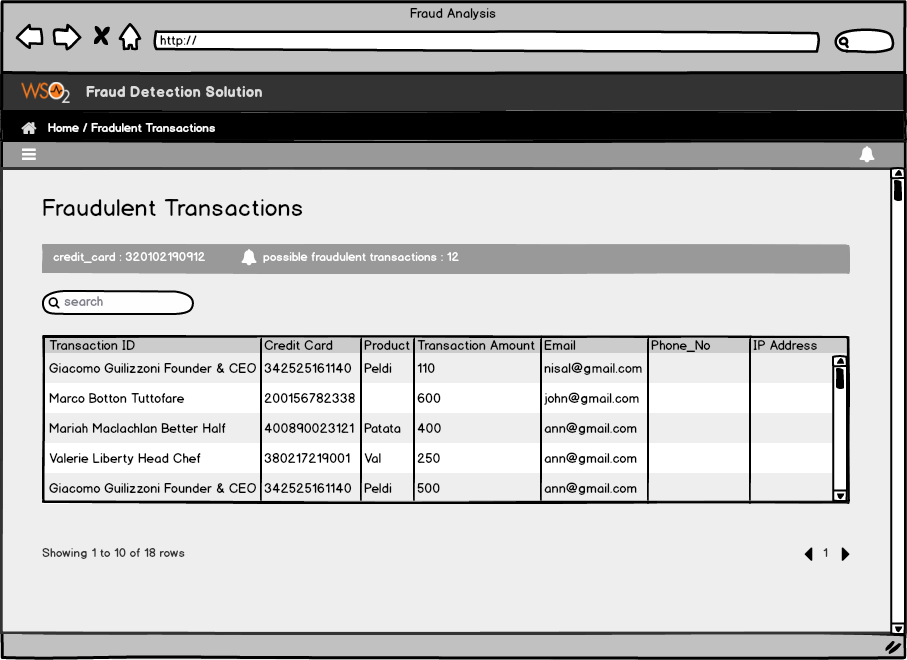 Fraud Analysis
http://
WSO2 Fraud Detection Solution
Home / Fradulent Transactions
Fraudulent Transactions
credit_card : 320102190912 possible fraudulent transactions : 12
search
Transaction ID Credit Card Product Transaction Amount Email Phone_No IP Address
Giacomo Guilizzoni Founder & CEO 342525161140 Peldi 110 nisal@gmail.com
Marco Botton Tuttofare 200156782338 600 john@gmail.com
Mariah Maclachlan Better Half 400890023121 Patata 400 ann@gmail.com
Valerie Liberty Head Chef 380217219001 Val 250 ann@gmail.com
Giacomo Guilizzoni Founder & CEO 342525161140 Peldi 500 ann@gmail.com
Showing 1 to 10 of 18 rows 1